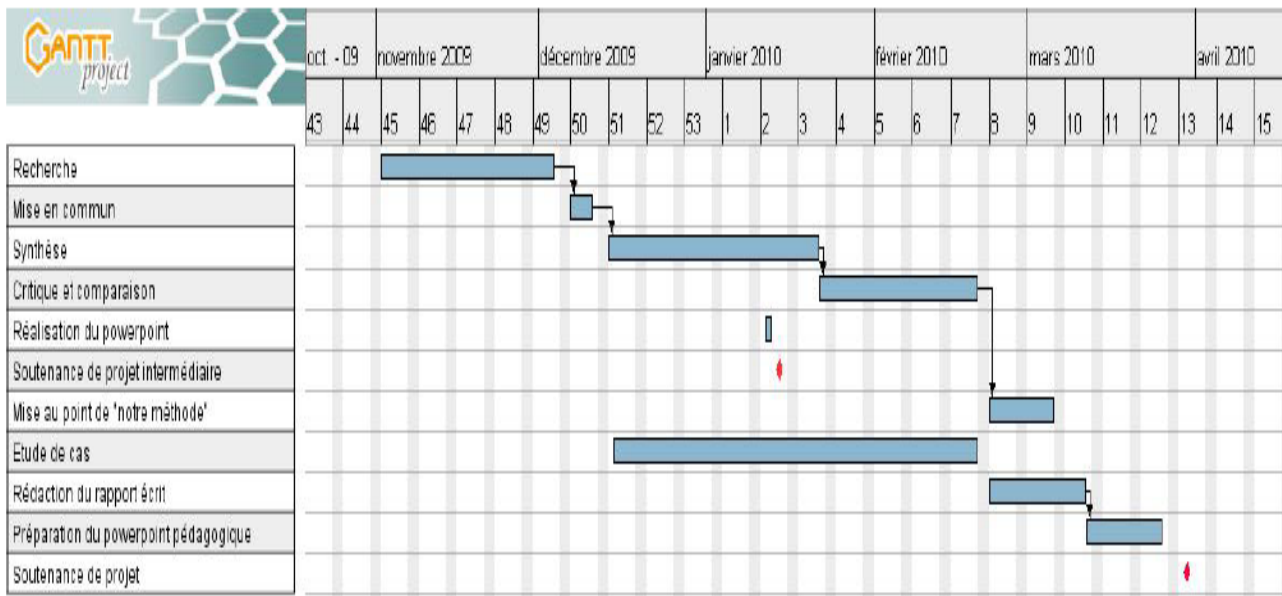 GANTT
project
oct. - 09 novembre 2009 décembre 2009 janvier 2010 février 2010 mars 2010 avril 2010
43 44 45 46 47 48 49 50 51 52 53 1 2 3 4 5 6 7 8 9 10 11 12 13 14 15
Recherche
Mise en commun
Synthèse
Critique et comparaison
Réalisation du powerpoint
Soutenance de projet intermédiaire
Mise au point de "notre méthode"
Etude de cas
Rédaction du rapport écrit
Préparation du powerpoint pédagogique
Soutenance de projet